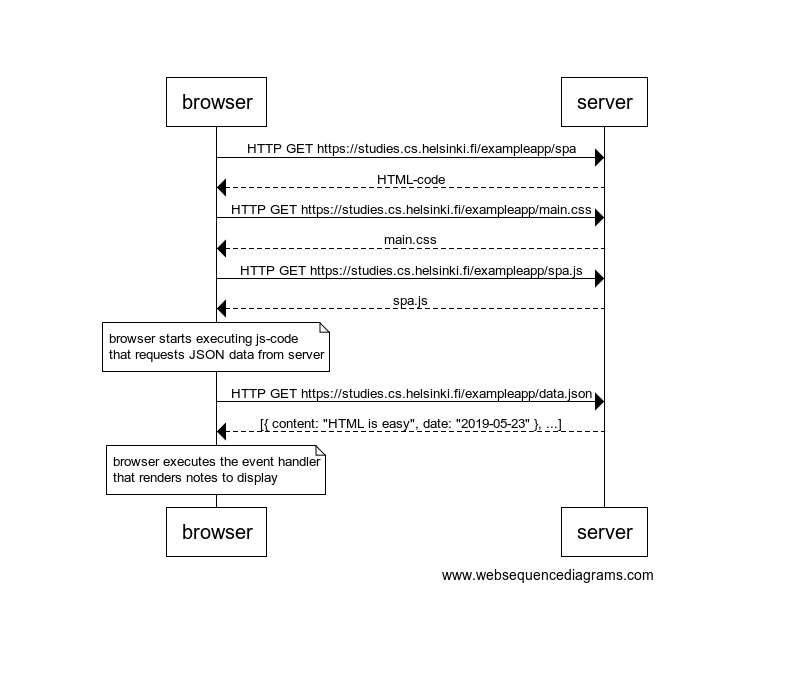 browser
server
HTTP GET https://studies.cs.helsinki.fi/exampleapp/spa
HTML-code
HTTP GET https://studies.cs.helsinki.fi/exampleapp/main.css
main.css
HTTP GET https://studies.cs.helsinki.fi/exampleapp/spa.js
spa.js
browser starts executing js-code
that requests JSON data from server
HTTP GET https://studies.cs.helsinki.fi/exampleapp/data.json
[{ content: "HTML is easy", date: "2019-05-23" }, ...]
browser executes the event handler
that renders notes to display
browser
server
www.websequencediagrams.com